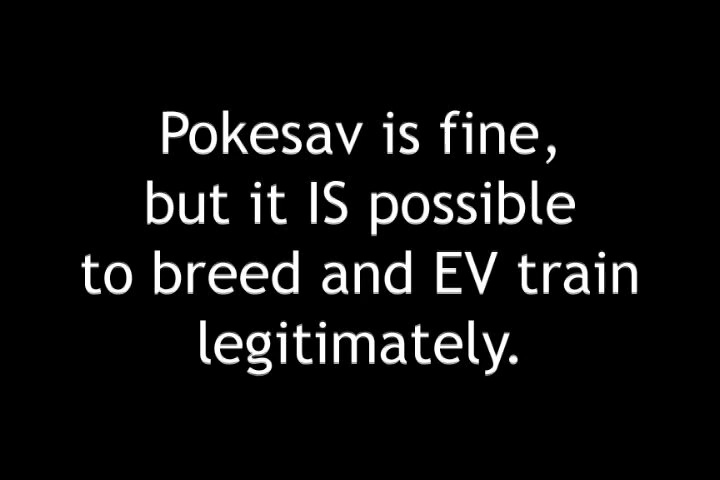 Pokesav is fine,
but it IS possible
to breed and EV train
legitimately.